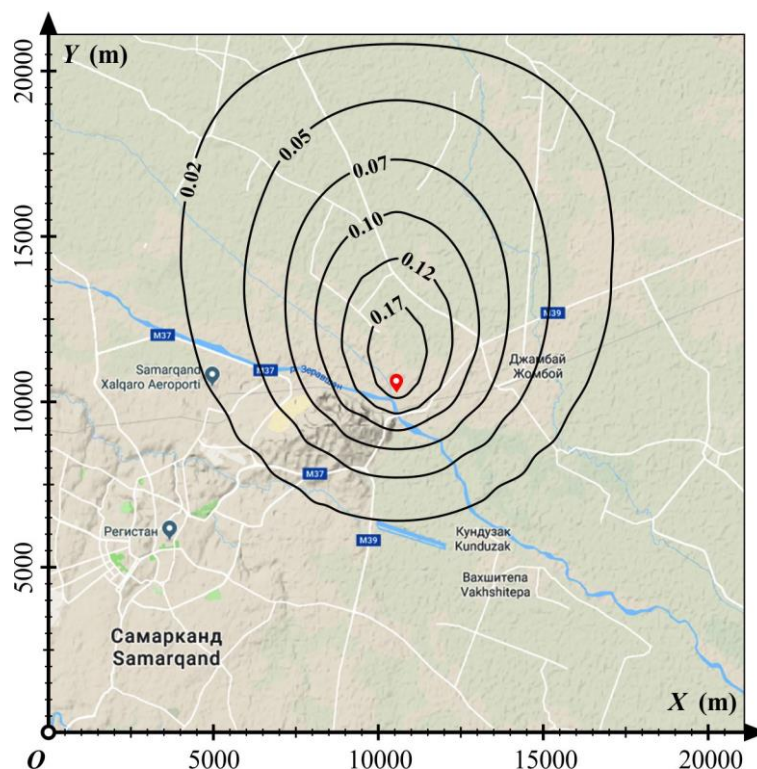 Y (m)
20000
15000
10000
5000
0.02
0.05
0.07
0.10
0.12
0.17
M37
M39
Samarqand
Xalqaro Aeroporti
M37
р. Зеравшан
Джамбай
Жомбой
M37
Регистан
M39
Кундузак
Kunduzak
Вахшитепа
Vakhshitepa
Самарканд
Samarqand
X (m)
O
5000
10000
15000
20000